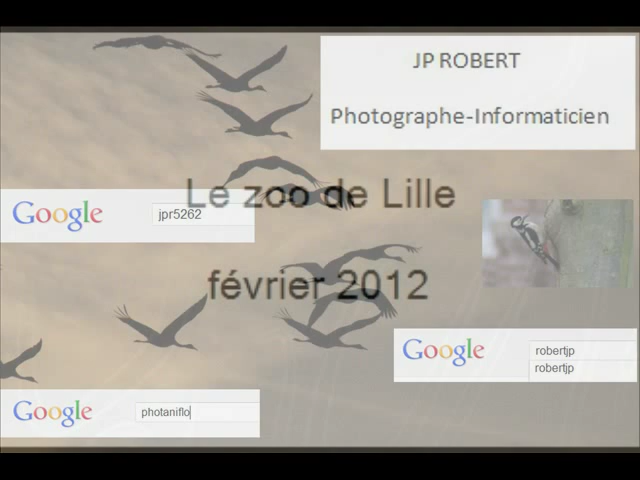 JP ROBERT
Photographe-Informaticien
Le zoo de Lille
Google
jpr5262
février 2012
Google
robertjp
robertjp
Google
photaniflo